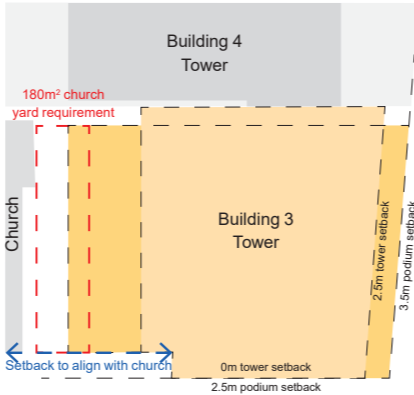 Building 4
Tower
180m² church
yard requirement
Church
Building 3
Tower
2.5m tower setback
3.5m podium setback
Setback to align with church
0m tower setback
2.5m podium setback